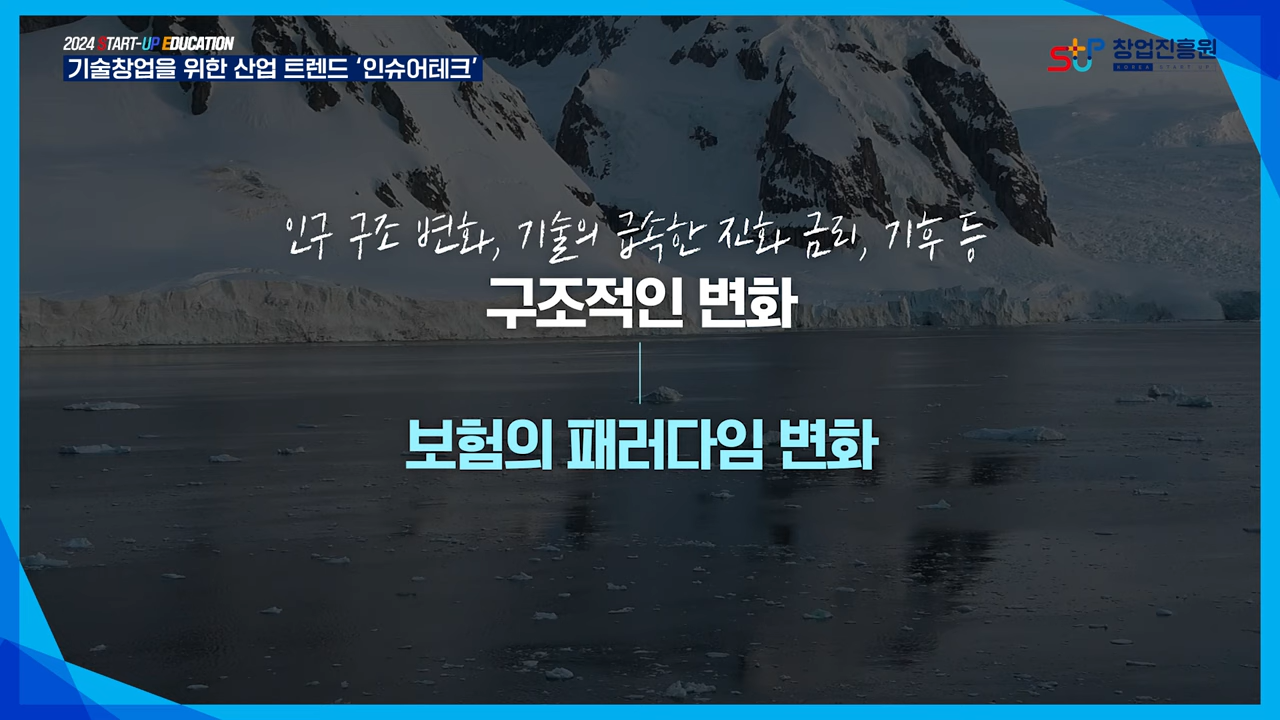 2024 START-UP EDUCATION
기술창업을 위한 산업 트렌드 ‘인슈어테크’
창업진흥원
KOREA START UP
인구 구조 변화, 기술의 급속한 진화 금리, 기후 등
구조적인 변화
보험의 패러다임 변화